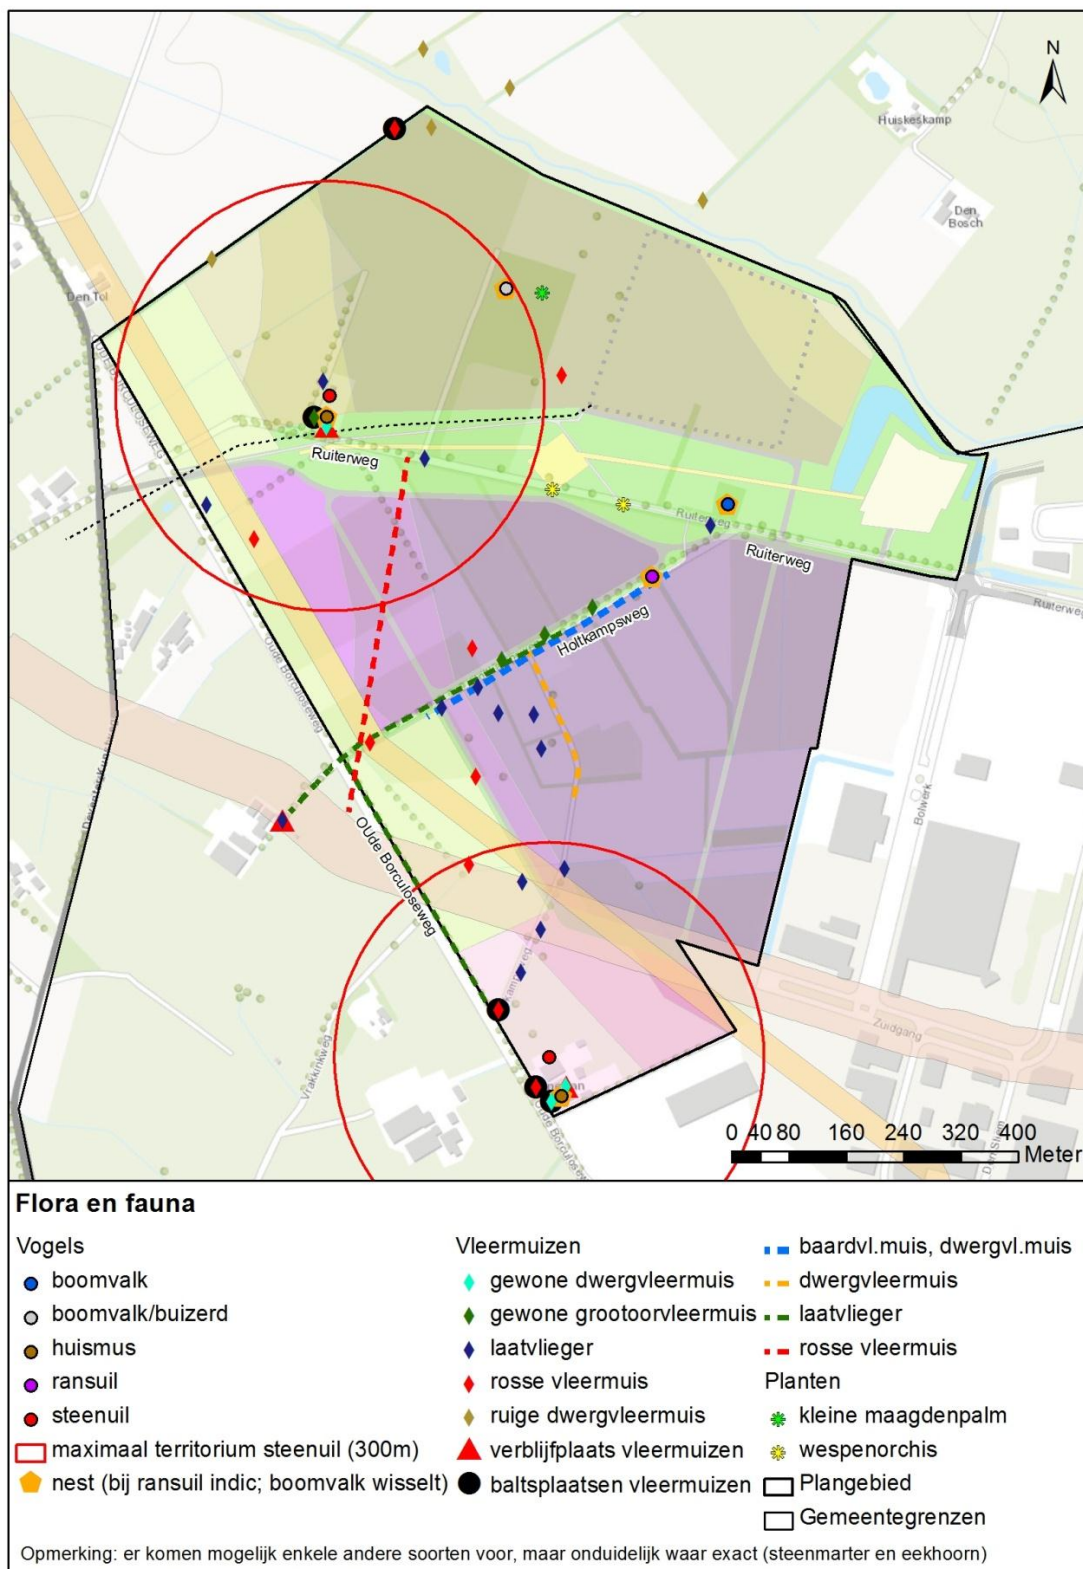 N
Huiskeskamp
Den
Bosch
Den Tol
OUDE BORCULOSEWEG
Ruiterweg
Ruiterweg
Ruiterweg
Ruiterweg
Holtkampsweg
Oude Borculoseweg
OUde Borculoseweg
Bolwerk
Zuidgang
Vrakkinkweg
0 40 80 160 240 320 400
Meter
Flora en fauna
Vogels
boomvalk
boomvalk/buizerd
huismus
ransuil
steenuil
maximaal territorium steenuil (300m)
nest (bij ransuil indic; boomvalk wisselt)
Vleermuizen
gewone dwergvleermuis
gewone grootoorvleermuis
laatvlieger
rosse vleermuis
ruige dwergvleermuis
verblijfplaats vleermuizen
baltsplaatsen vleermuizen
baardvl.muis, dwergvl.muis
dwergvleermuis
laatvlieger
rosse vleermuis
Planten
kleine maagdenpalm
wespenorchis
Plangebied
Gemeentegrenzen
Opmerking: er komen mogelijk enkele andere soorten voor, maar onduidelijk waar exact (steenmarter en eekhoorn)